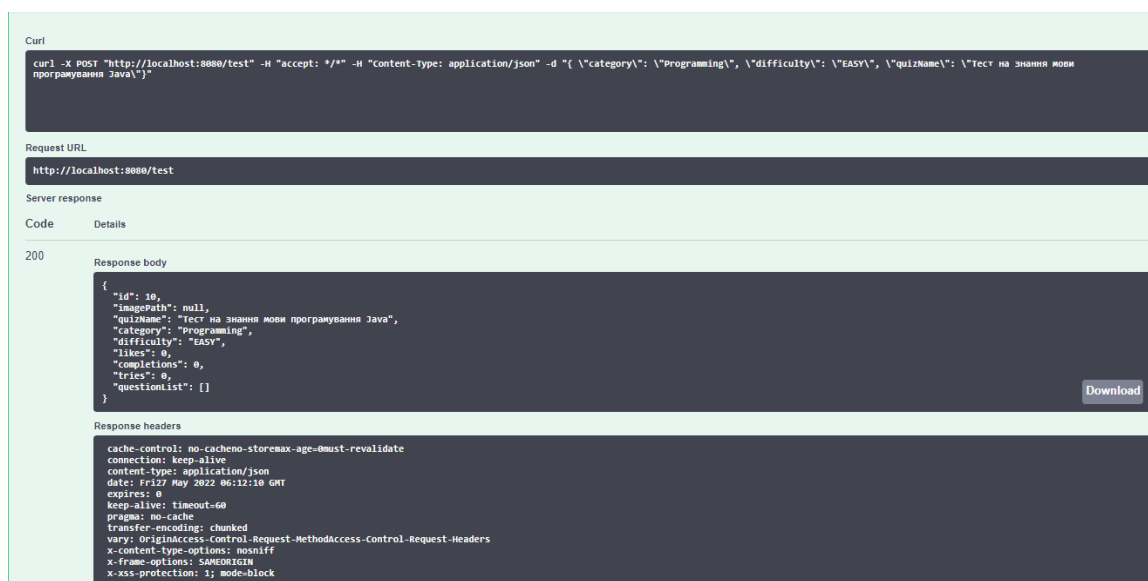 Curl
curl -X POST "http://localhost:8080/test" -H "accept: */*" -H "Content-Type: application/json" -d "{ \"category\": \"Programming\", \"difficulty\": \"EASY\", \"quizName\": \"Тест на знання мови
програмування Java\"}"
Request URL
http://localhost:8080/test
Server response
Code Details
200
Response body
{
"id": 10,
"imagePath": null,
"quizName": "Тест на знання мови програмування Java",
"category": "Programming",
"difficulty": "EASY",
"likes": 0,
"completions": 0,
"tries": 0,
"questionList": []
}
Download
Response headers
cache-control: no-cacheno-storemax-age=0must-revalidate
connection: keep-alive
content-type: application/json
date: Fri27 May 2022 06:12:10 GMT
expires: 0
keep-alive: timeout=60
pragma: no-cache
transfer-encoding: chunked
vary: OriginAccess-Control-Request-MethodAccess-Control-Request-Headers
x-content-type-options: nosniff
x-frame-options: SAMEORIGIN
x-xss-protection: 1; mode=block